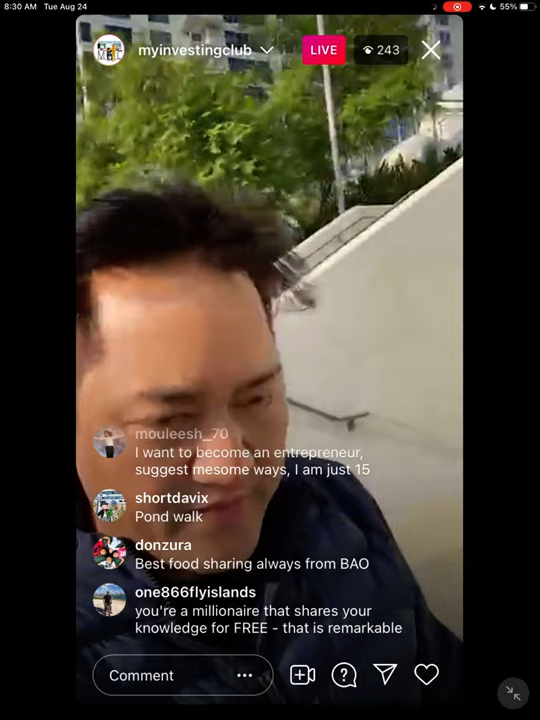 8:30 AM Tue Aug 24
55%
myinvestingclub
LIVE
243
mouleesh_70
I want to become an entrepreneur,
suggest mesome ways, I am just 15
shortdavix
Pond walk
donzura
Best food sharing always from BAO
one866flyislands
you're a millionaire that shares your
knowledge for FREE - that is remarkable
Comment